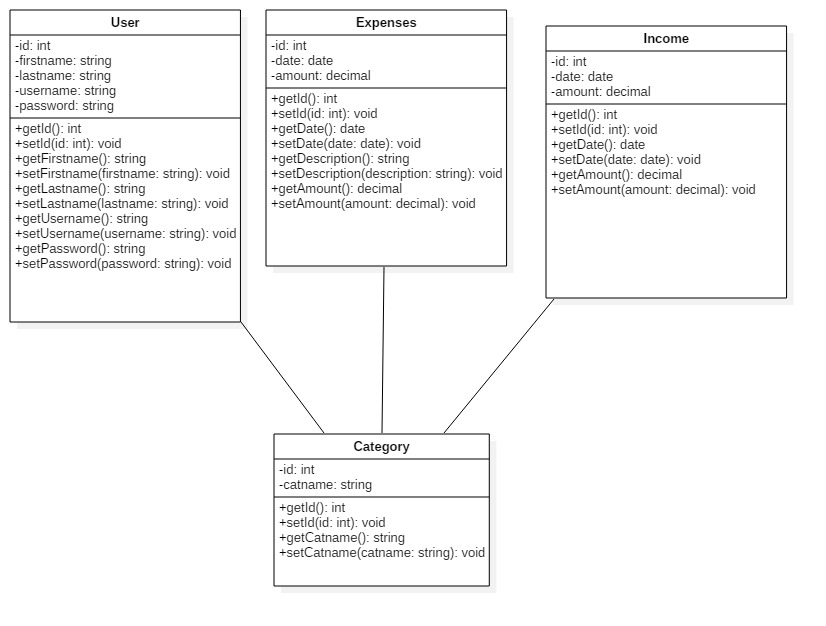 User
-id: int
-firstname: string
-lastname: string
-username: string
-password: string
+getId(): int
+setId(id: int): void
+getFirstname(): string
+setFirstname(firstname: string): void
+getLastname(): string
+setLastname(lastname: string): void
+getUsername(): string
+setUsername(username: string): void
+getPassword(): string
+setPassword(password: string): void
Expenses
-id: int
-date: date
-amount: decimal
+getId(): int
+setId(id: int): void
+getDate(): date
+setDate(date: date): void
+getDescription(): string
+setDescription(description: string): void
+getAmount(): decimal
+setAmount(amount: decimal): void
Income
-id: int
-date: date
-amount: decimal
+getId(): int
+setId(id: int): void
+getDate(): date
+setDate(date: date): void
+getAmount(): decimal
+setAmount(amount: decimal): void
Category
-id: int
-catname: string
+getId(): int
+setId(id: int): void
+getCatname(): string
+setCatname(catname: string): void